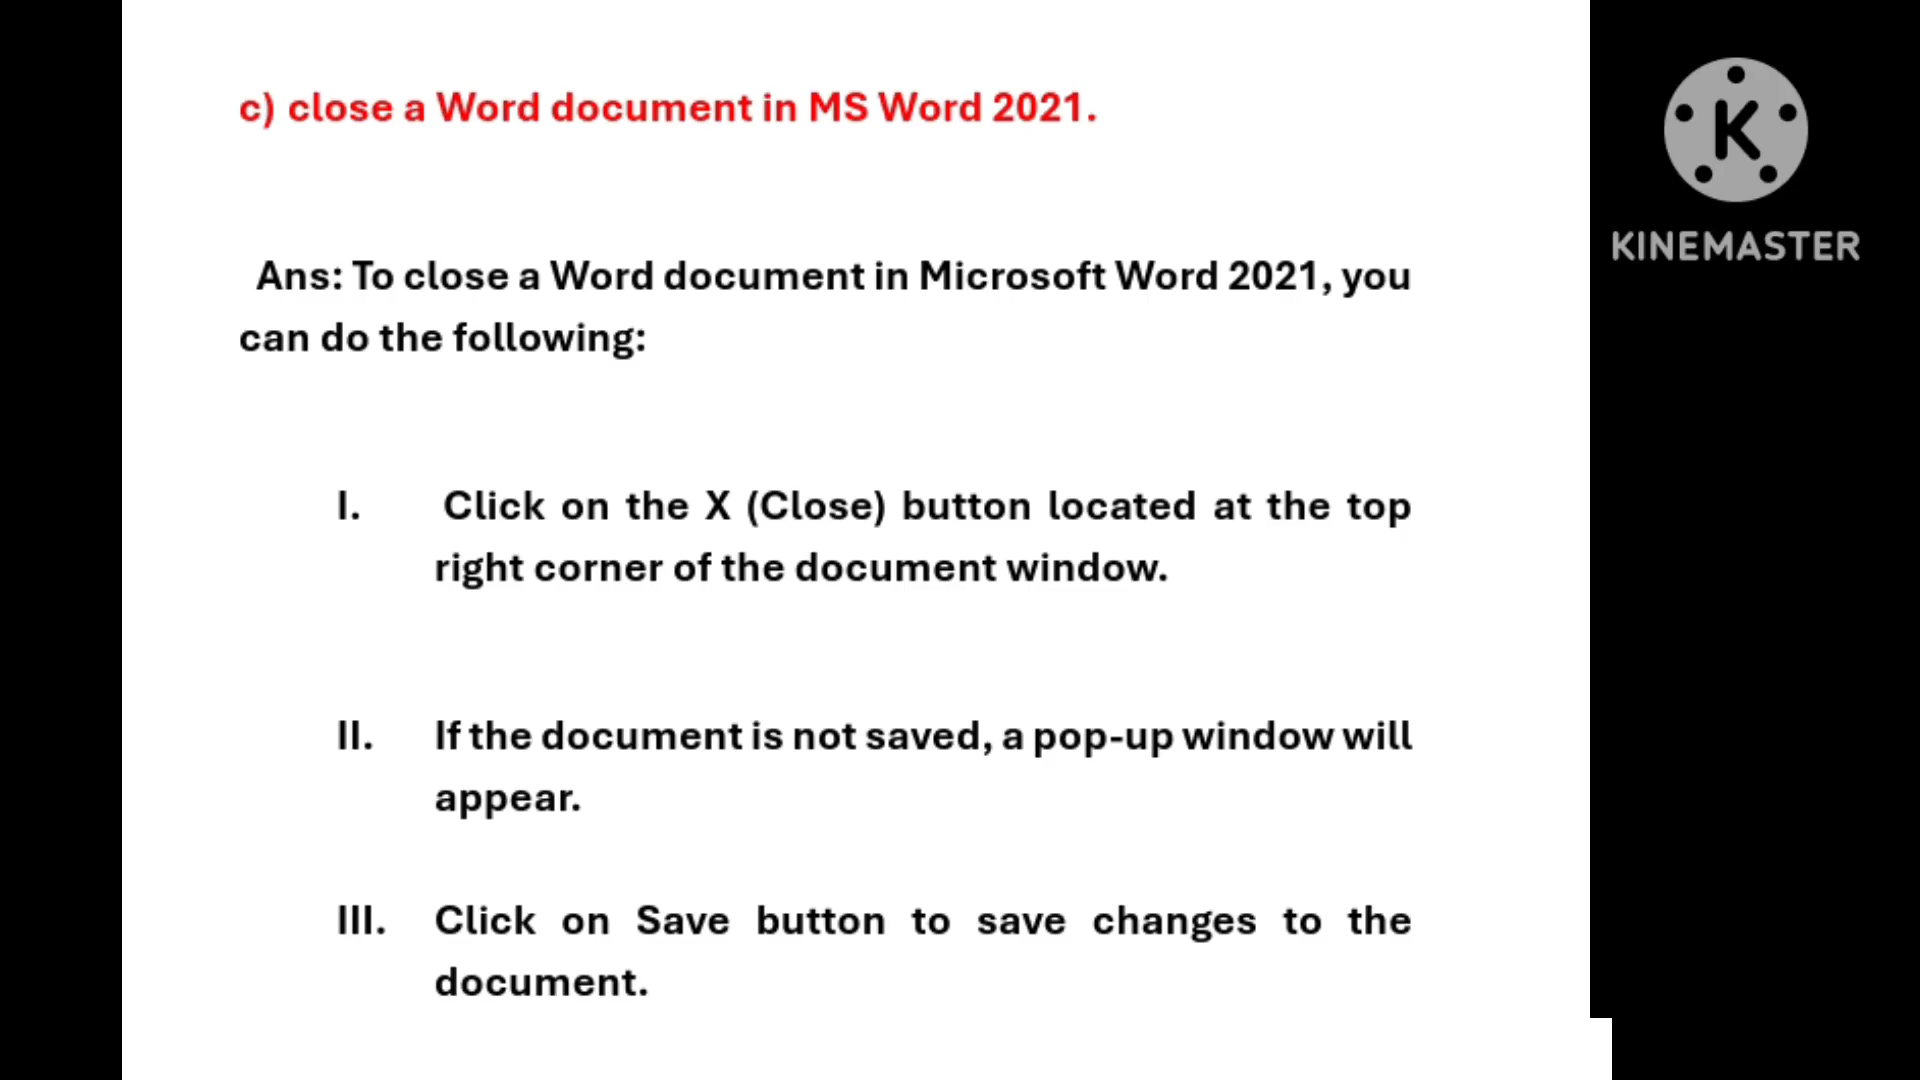 c) close a Word document in MS Word 2021.
K
KINEMASTER
Ans: To close a Word document in Microsoft Word 2021, you
can do the following:
I. Click on the X (Close) button located at the top
right corner of the document window.
II. If the document is not saved, a pop-up window will
appear.
III. Click on Save button to save changes to the
document.